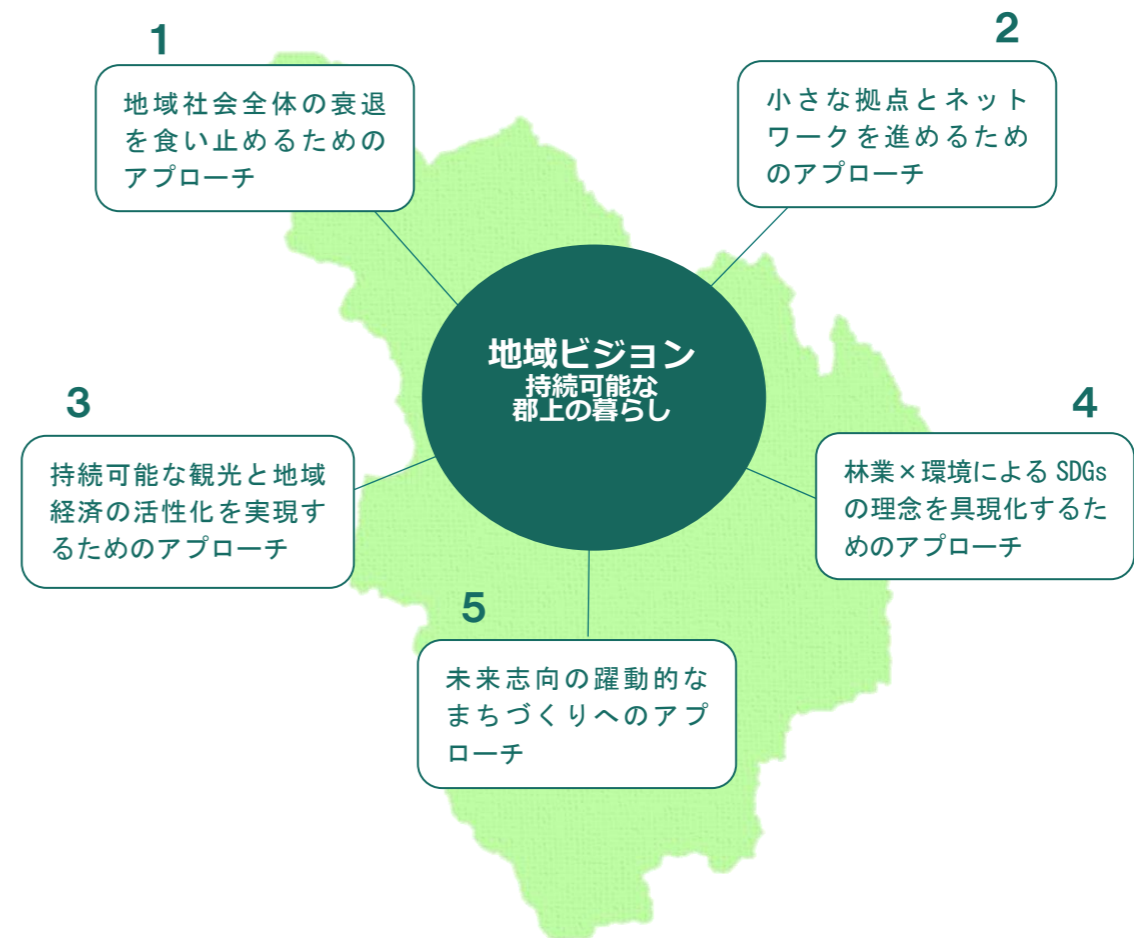 1
地域社会全体の衰退
を食い止めるための
アプローチ
2
小さな拠点とネット
ワークを進めるため
のアプローチ
地域ビジョン
持続可能な
郡上の暮らし
3
持続可能な観光と地域
経済の活性化を実現す
るためのアプローチ
4
林業×環境による SDGs
の理念を具現化するた
めのアプローチ
5
未来志向の躍動的な
まちづくりへのアプ
ローチ